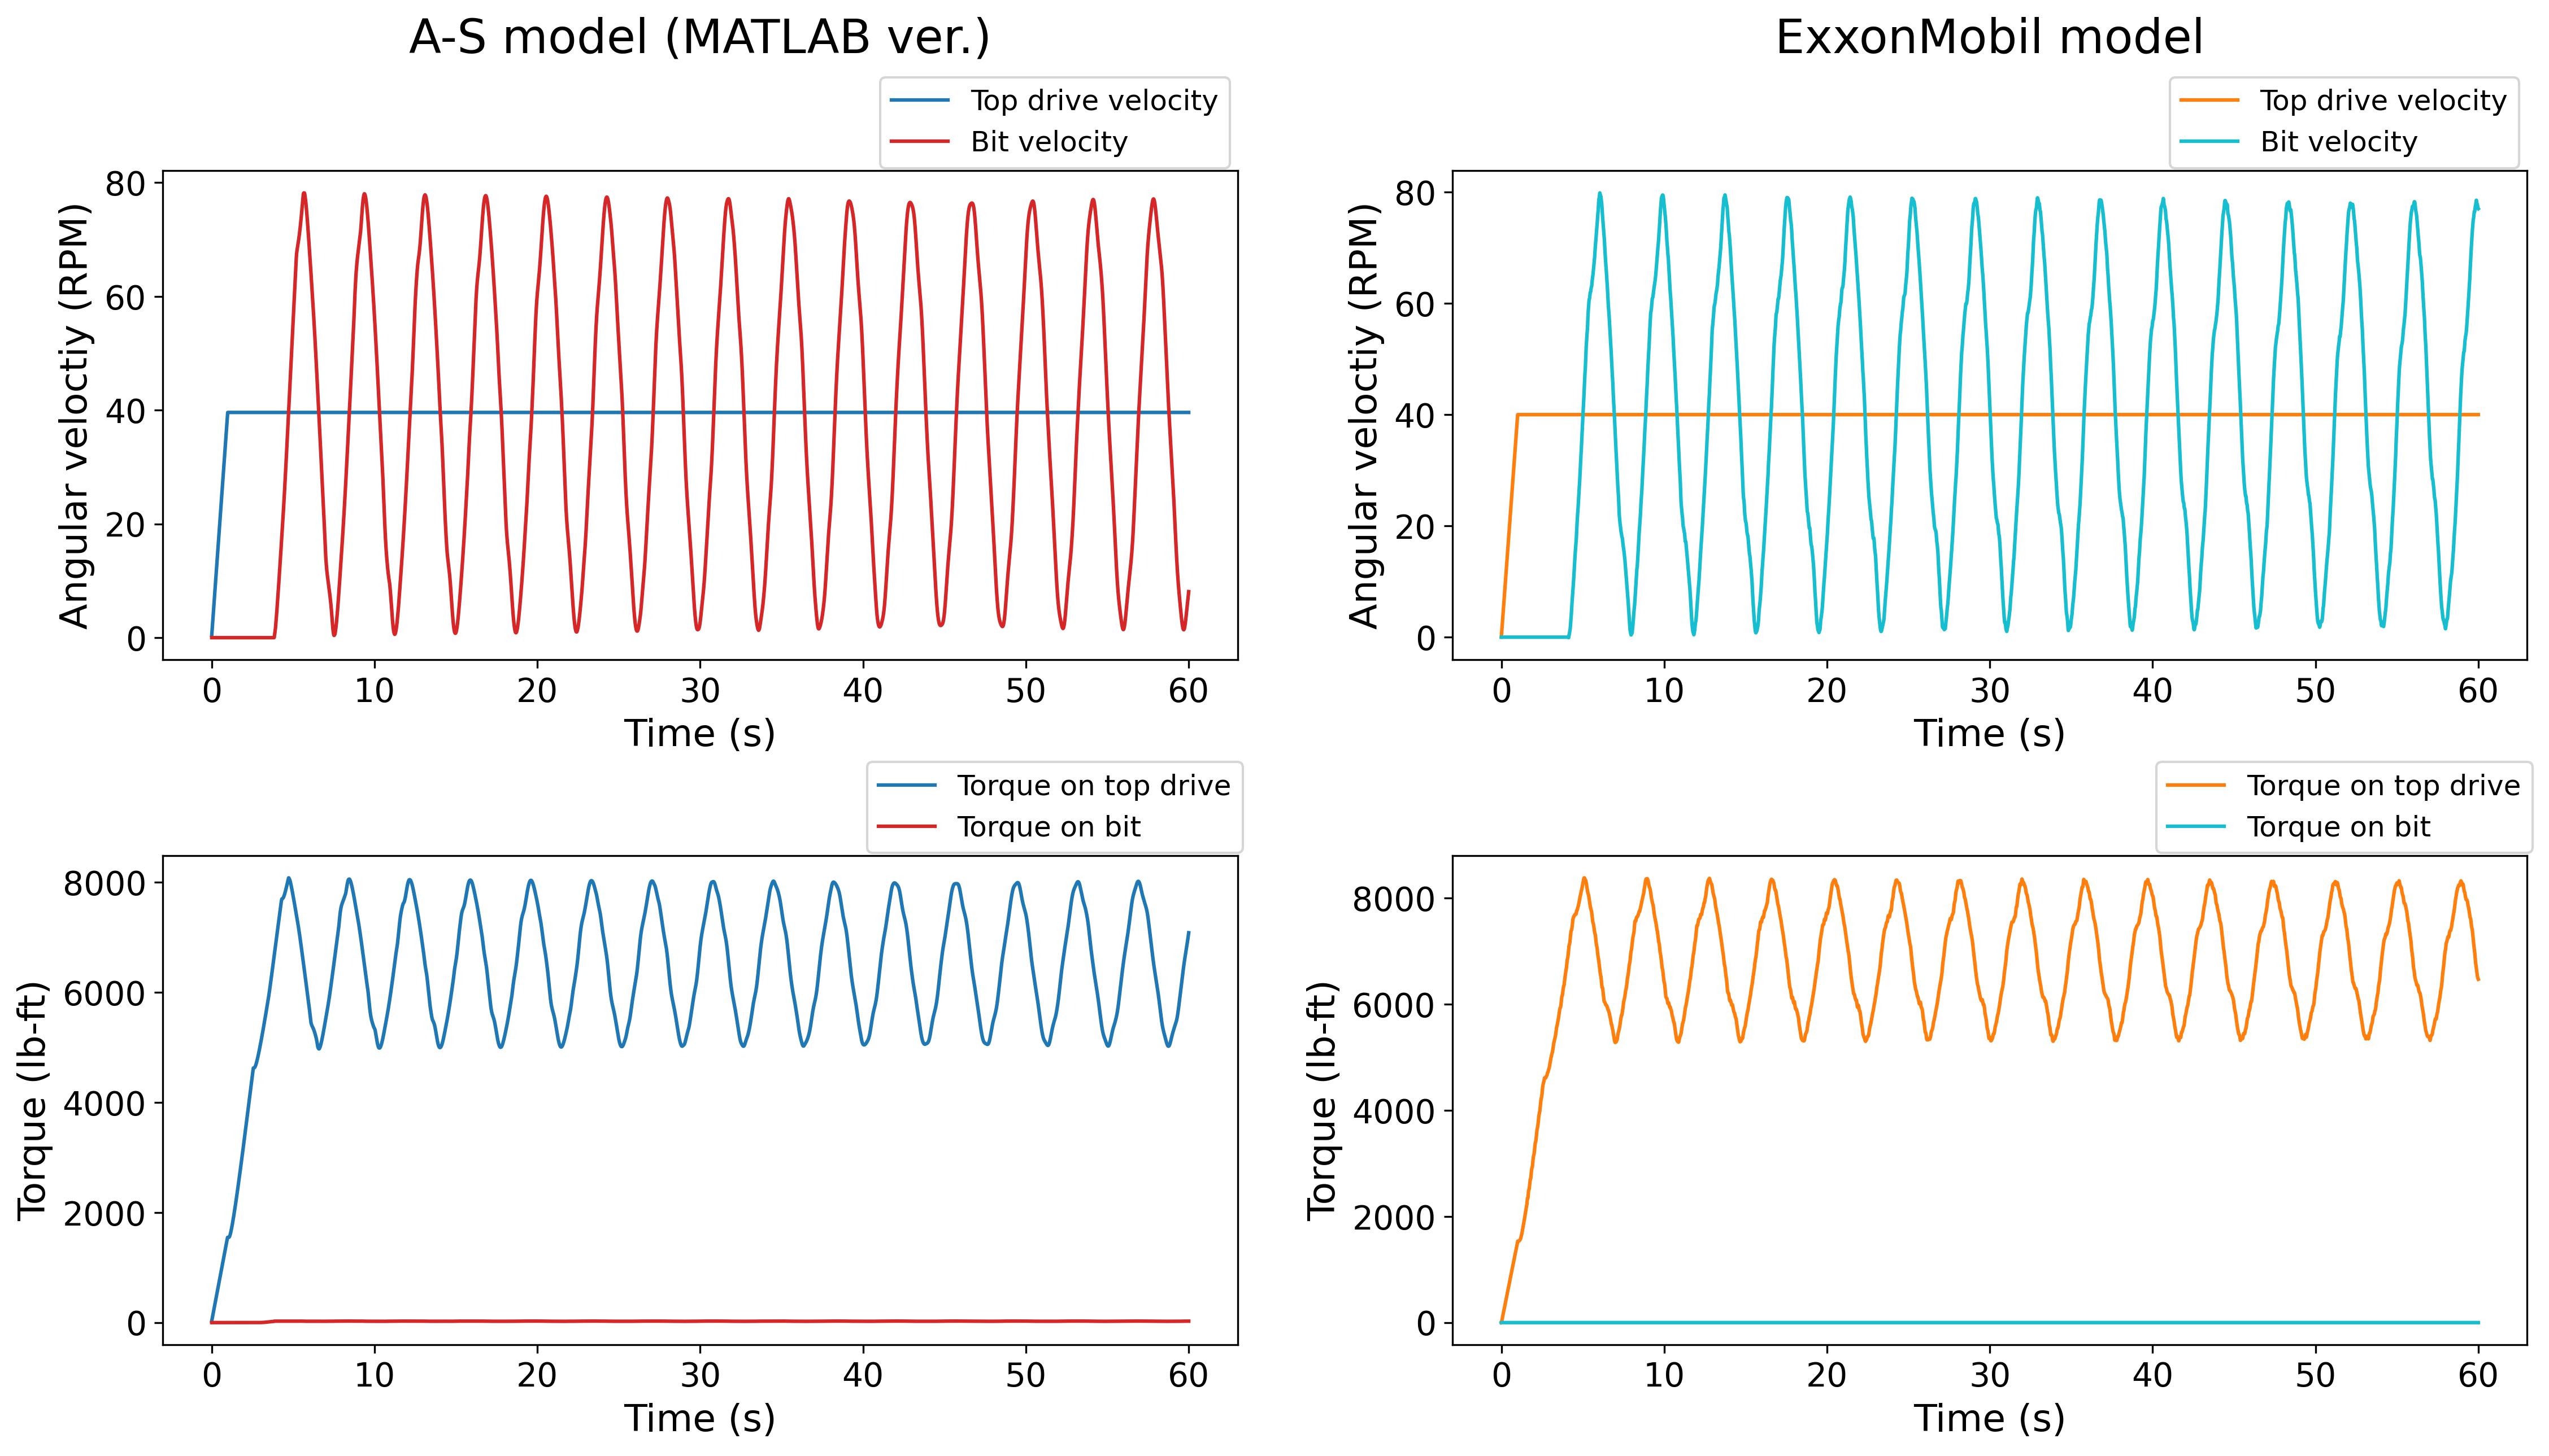 A-S model (MATLAB ver.)
Top drive velocity
Bit velocity
Angular veloctiy (RPM)
80
60
40
20
0
0 10 20 30 40 50 60
Time (s)
ExxonMobil model
Top drive velocity
Bit velocity
Angular veloctiy (RPM)
80
60
40
20
0
0 10 20 30 40 50 60
Time (s)
Torque on top drive
Torque on bit
Torque (lb-ft)
8000
6000
4000
2000
0
0 10 20 30 40 50 60
Time (s)
Torque on top drive
Torque on bit
Torque (lb-ft)
8000
6000
4000
2000
0
0 10 20 30 40 50 60
Time (s)